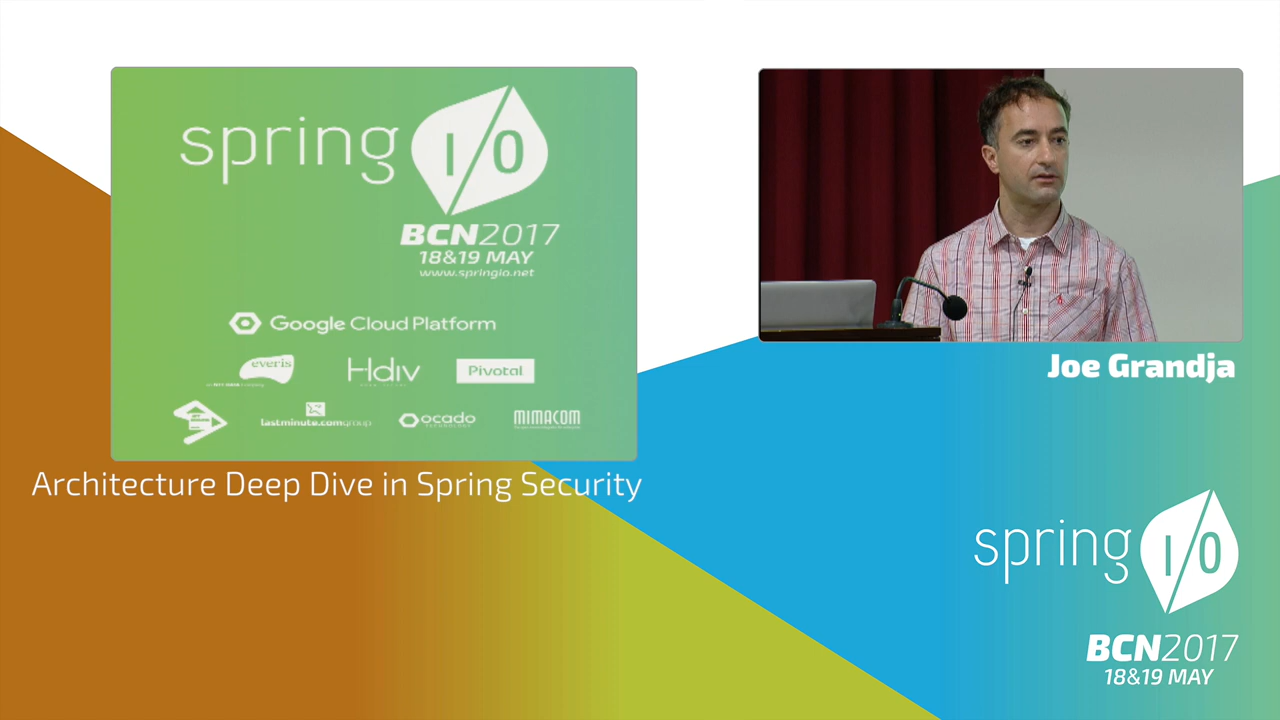 spring I/O
BCN2017
18&19 MAY
www.springio.net
Google Cloud Platform
everis
Hdiv
Pivotal
lastminute.com group
ocado
TECHNOLOGY
MIMACOM
Joe Grandja
Architecture Deep Dive in Spring Security
spring I/O
BCN2017
18&19 MAY